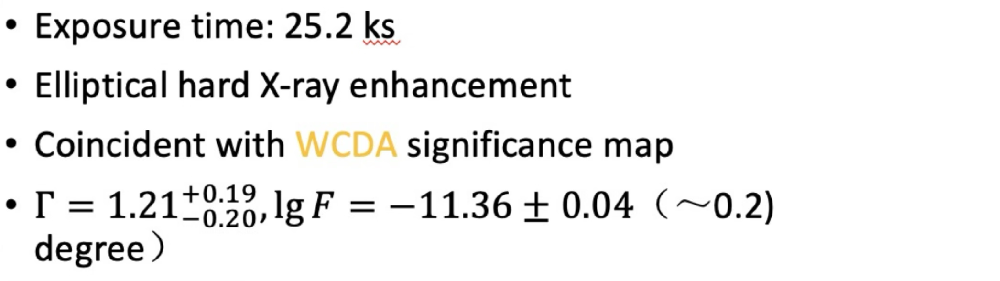 • Exposure time: 25.2 ks
• Elliptical hard X-ray enhancement
• Coincident with WCDA significance map
• Γ = 1.21^{+0.19}_{−0.20}, lg F = −11.36 ± 0.04（~0.2)
degree）